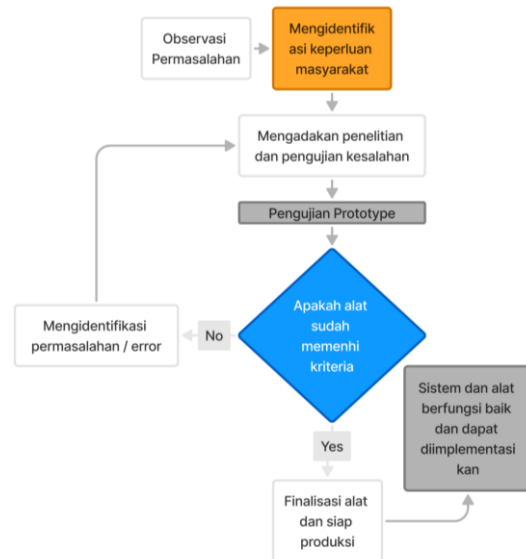 Observasi
Permasalahan
Mengidentifik
asi keperluan
masyarakat
Mengadakan penelitian
dan pengujian kesalahan
Pengujian Prototype
Apakah alat
sudah
memenhi
kriteria
No
Mengidentifikasi
permasalahan / error
Yes
Finalisasi alat
dan siap
produksi
Sistem dan alat
berfungsi baik
dan dapat
diimplementasi
kan